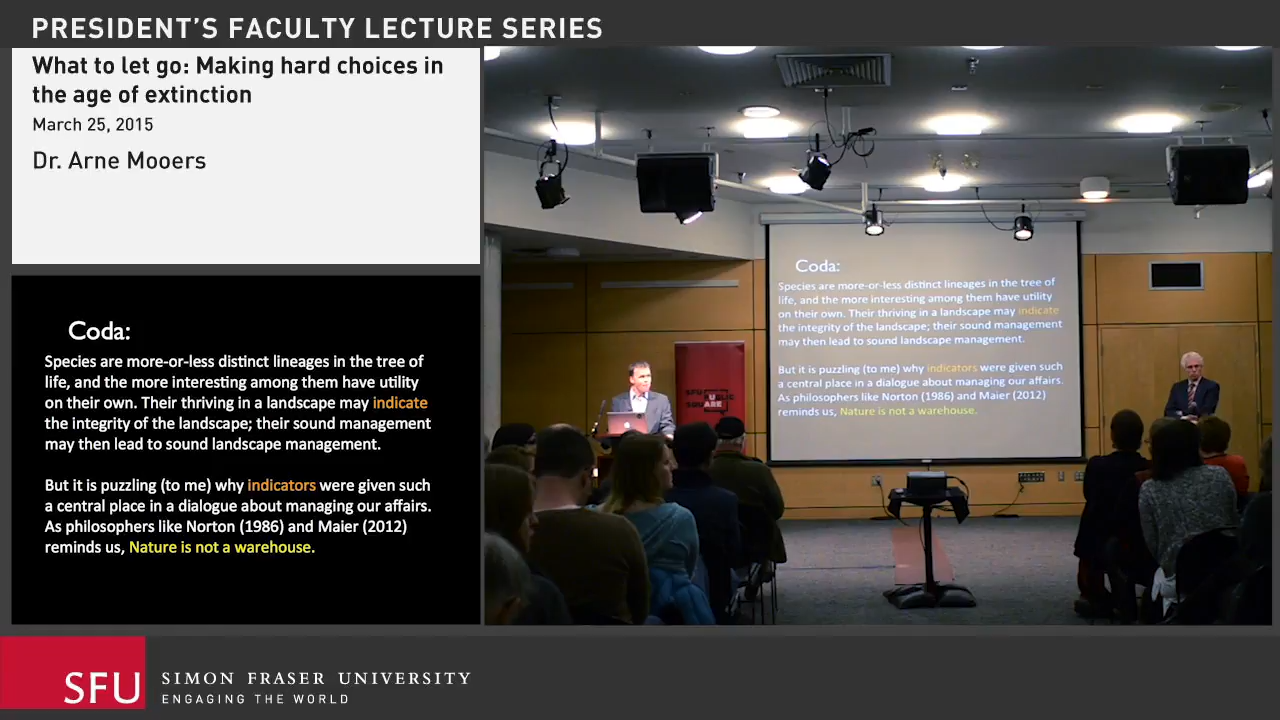 PRESIDENT'S FACULTY LECTURE SERIES
What to let go: Making hard choices in
the age of extinction
March 25, 2015
Dr. Arne Mooers
Coda:
Species are more-or-less distinct lineages in the tree of
life, and the more interesting among them have utility
on their own. Their thriving in a landscape may indicate
the integrity of the landscape; their sound management
may then lead to sound landscape management.
But it is puzzling (to me) why indicators were given such
a central place in a dialogue about managing our affairs.
As philosophers like Norton (1986) and Maier (2012)
reminds us, Nature is not a warehouse.
Coda:
Species are more-or-less distinct lineages in the tree of
life, and the more interesting among them have utility
on their own. Their thriving in a landscape may indicate
the integrity of the landscape; their sound management
may then lead to sound landscape management.
But it is puzzling (to me) why indicators were given such
a central place in a dialogue about managing our affairs.
As philosophers like Norton (1986) and Maier (2012)
reminds us, Nature is not a warehouse.
SFU
SFU SIMON FRASER UNIVERSITY
ENGAGING THE WORLD